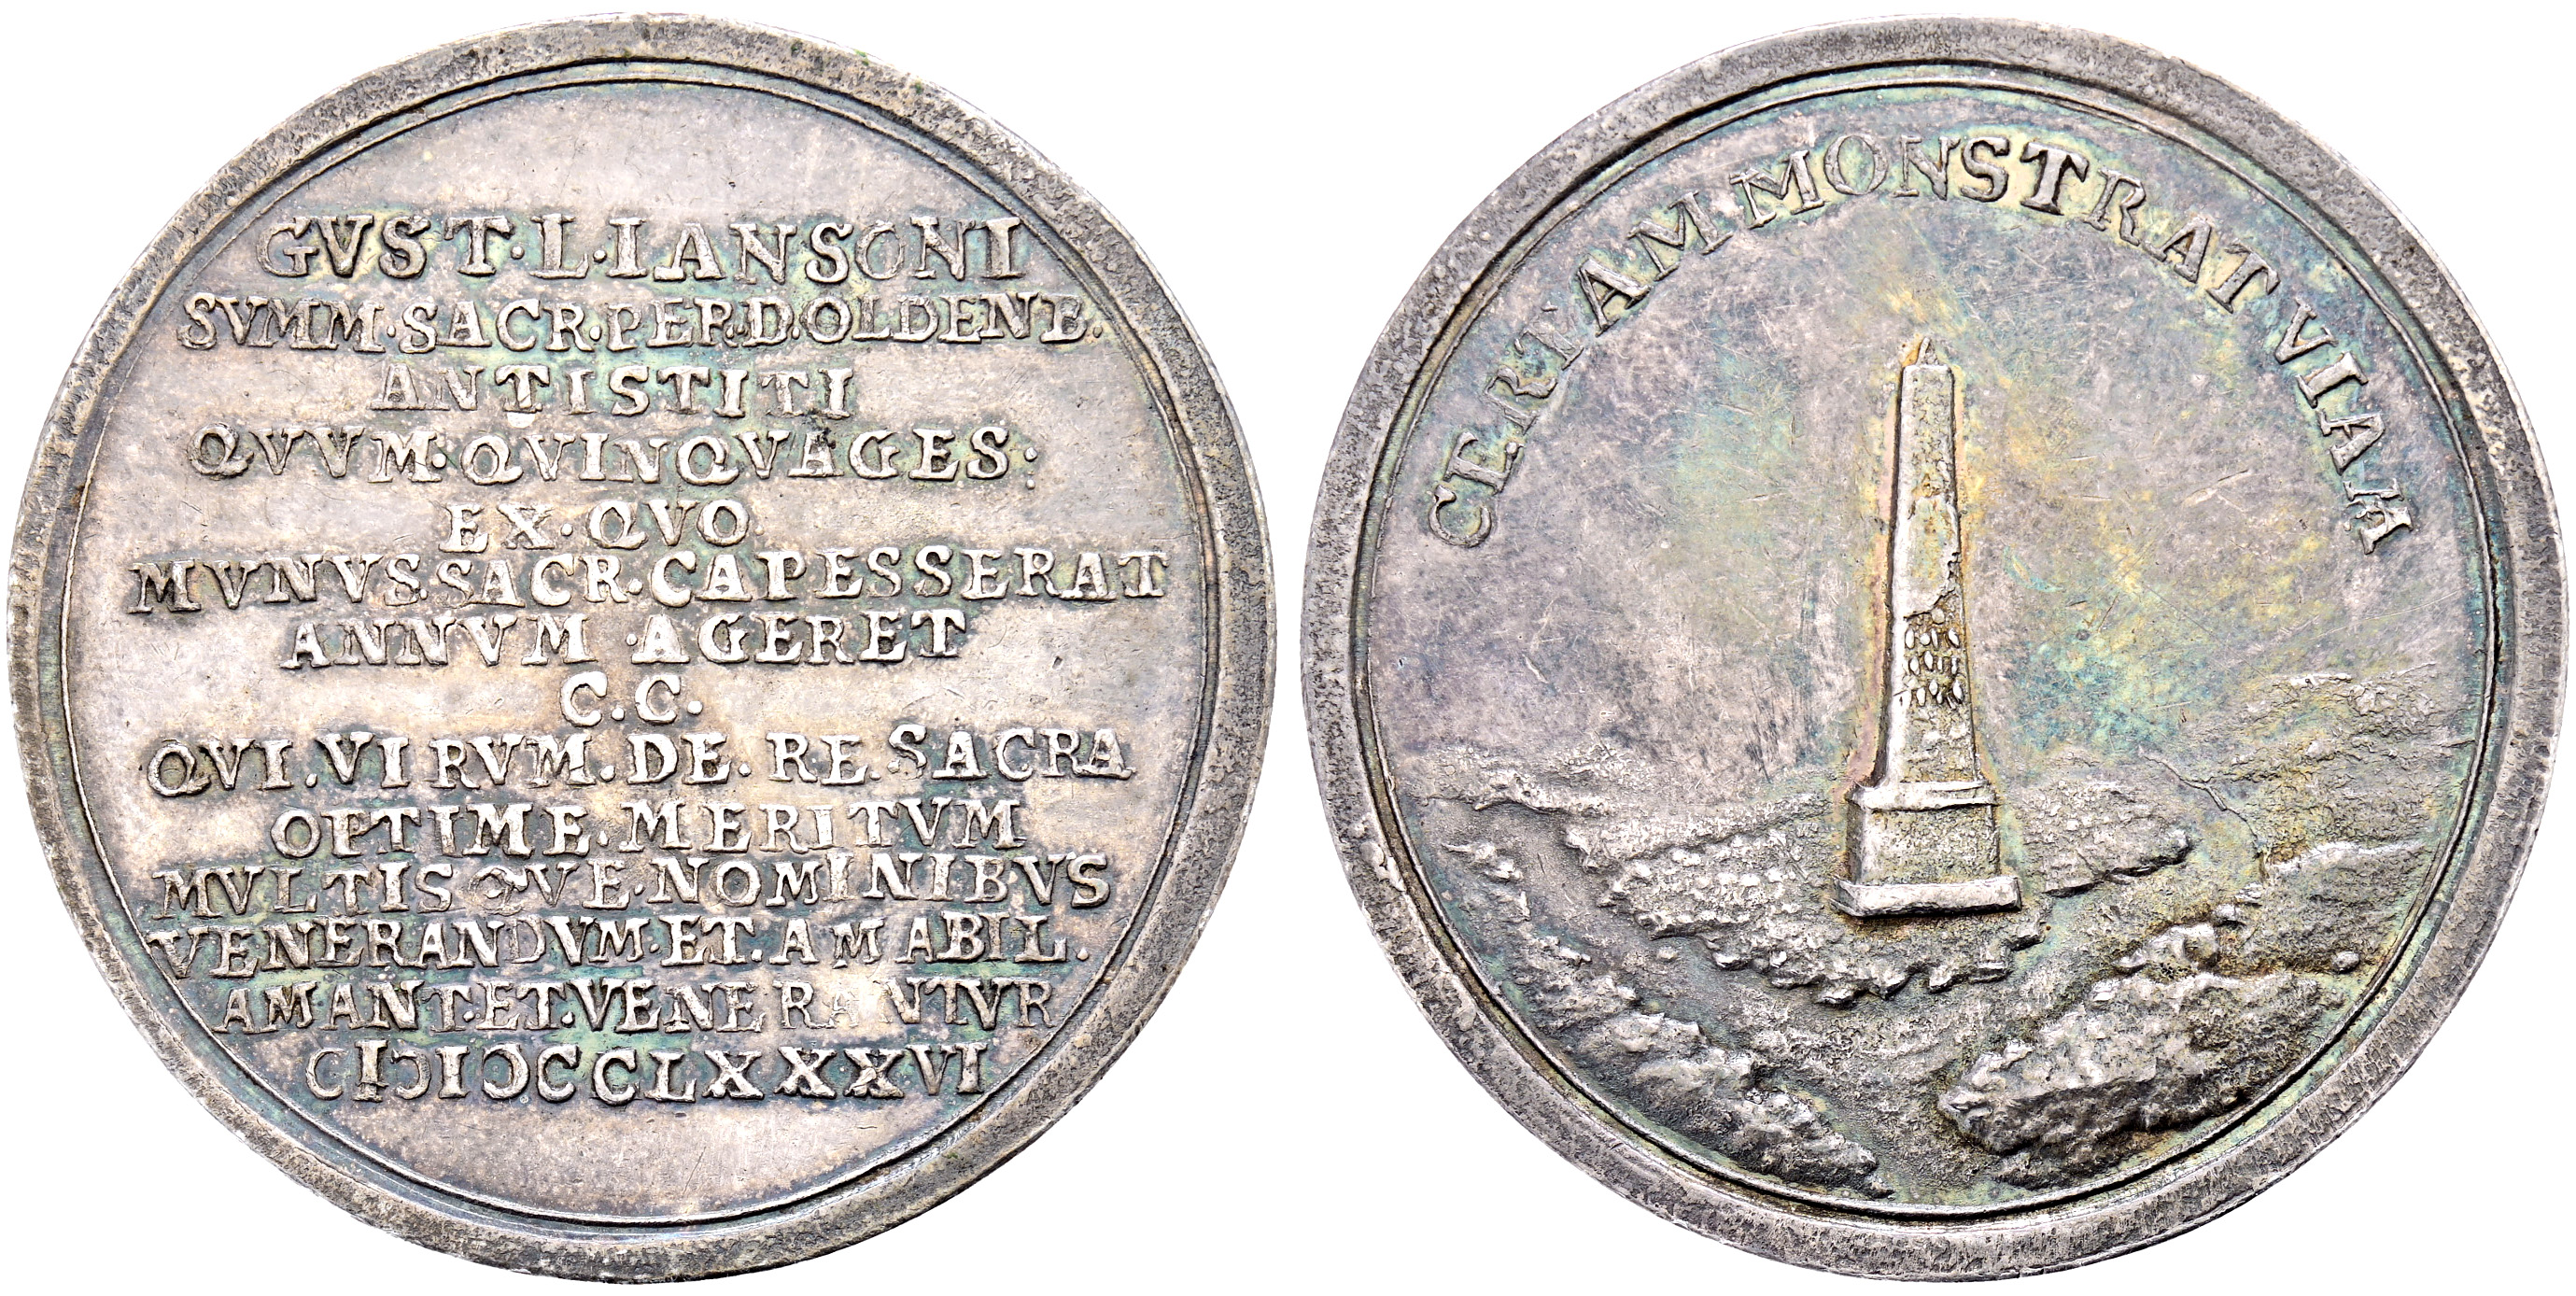 GVST·L·IANSONI
SVMM·SACR·PER·D·OLDENB.
ANTISTITI
QVVM·QVINQVAGES:
EX·QVO
MVNVS·SACR·CAPESSERAT
ANNVM·AGERET
C.C.
QVI.VIRVM.DE.RE.SACRA
OPTIME.MERITVM
MVLTISQVE.NOMINIBVS
VENERANDVM·ET.AMABIL.
AMANT·ET·VENERANTVR
CIↃIↃCCLXXXVI
CERTAM MONSTRAT VIAM